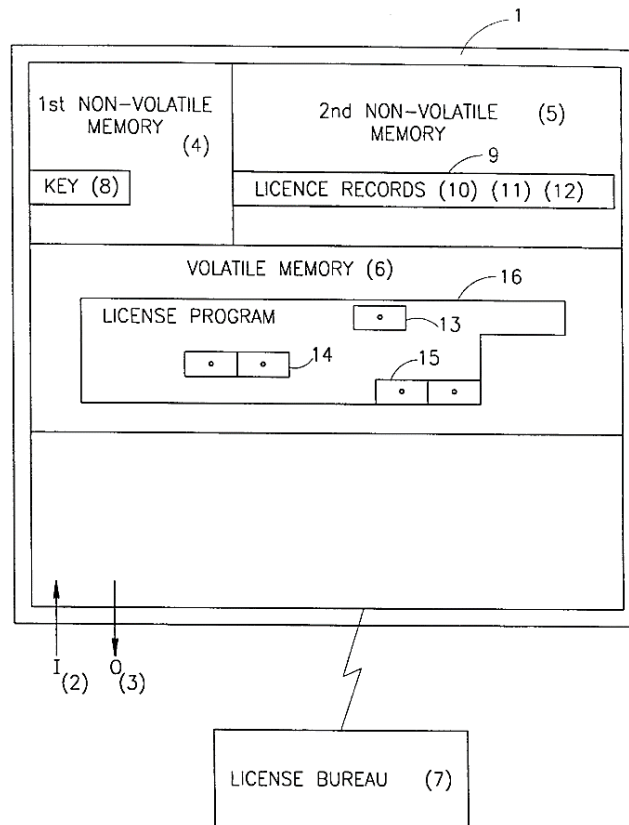 1
1st NON-VOLATILE
MEMORY
(4)
2nd NON-VOLATILE (5)
MEMORY
9
KEY (8)
LICENCE RECORDS (10) (11) (12)
VOLATILE MEMORY (6)
16
LICENSE PROGRAM
13
14
15
I (2)
O (3)
LICENSE BUREAU (7)